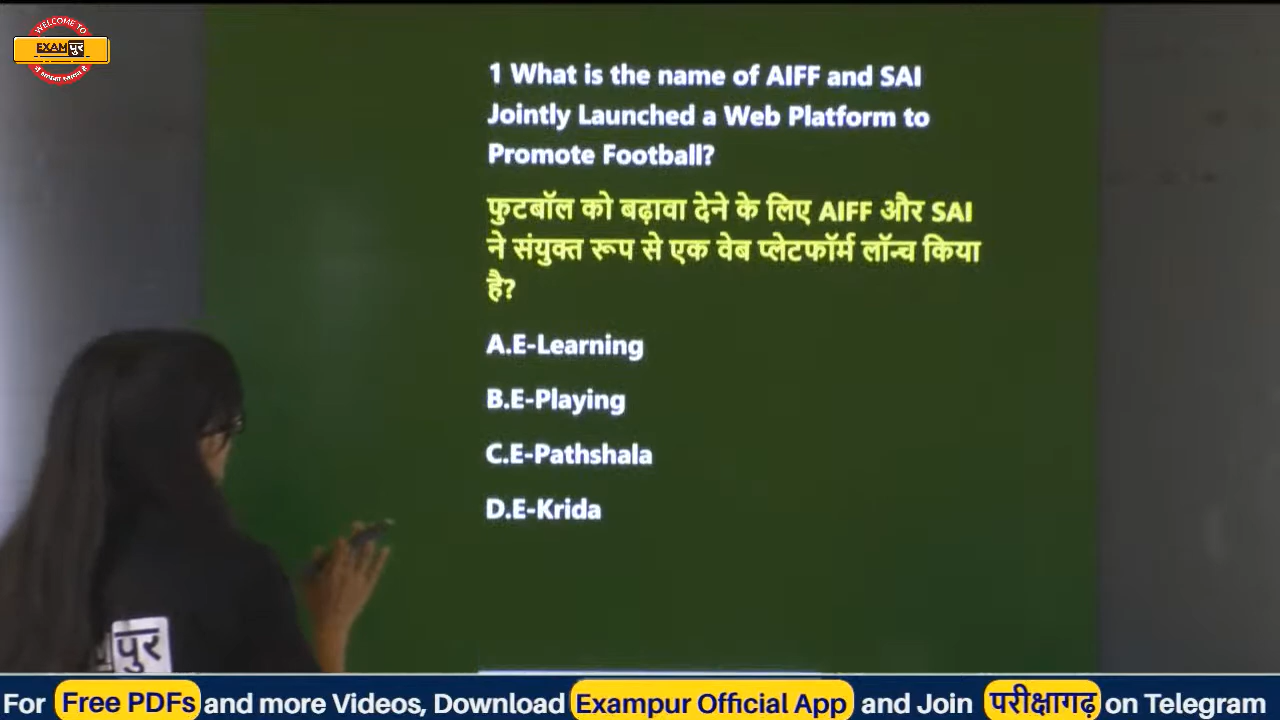 WELCOME TO
EXAMपुर
1 What is the name of AIFF and SAI
Jointly Launched a Web Platform to
Promote Football?
फुटबॉल को बढ़ावा देने के लिए AIFF और SAI
ने संयुक्त रूप से एक वेब प्लेटफॉर्म लॉन्च किया
है?
A.E-Learning
B.E-Playing
C.E-Pathshala
D.E-Krida
पुर
For Free PDFs and more Videos, Download Exampur Official App and Join परीक्षागढ़ on Telegram